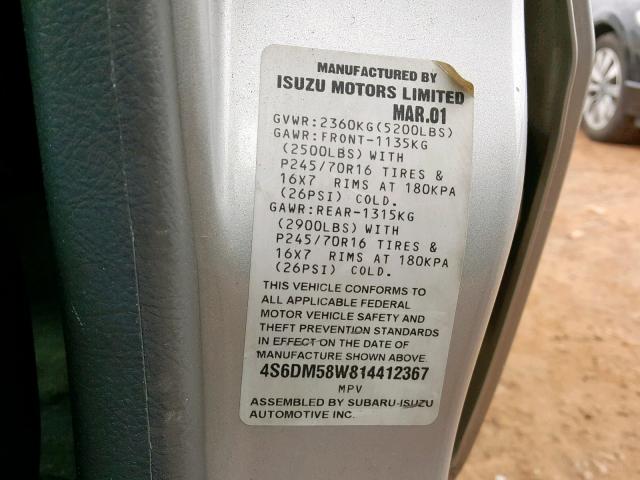 MANUFACTURED BY
ISUZU MOTORS LIMITED
MAR.01
GVWR:2360KG(5200LBS)
GAWR:FRONT-1135KG
(2500LBS) WITH
P245/70R16 TIRES &
16X7 RIMS AT 180KPA
(26PSI) COLD.
GAWR:REAR-1315KG
(2900LBS) WITH
P245/70R16 TIRES &
16X7 RIMS AT 180KPA
(26PSI) COLD.
THIS VEHICLE CONFORMS TO
ALL APPLICABLE FEDERAL
MOTOR VEHICLE SAFETY AND
THEFT PREVENTION STANDARDS
IN EFFECT ON THE DATE OF
MANUFACTURE SHOWN ABOVE.
4S6DM58W814412367
MPV
ASSEMBLED BY SUBARU-ISUZU
AUTOMOTIVE INC.